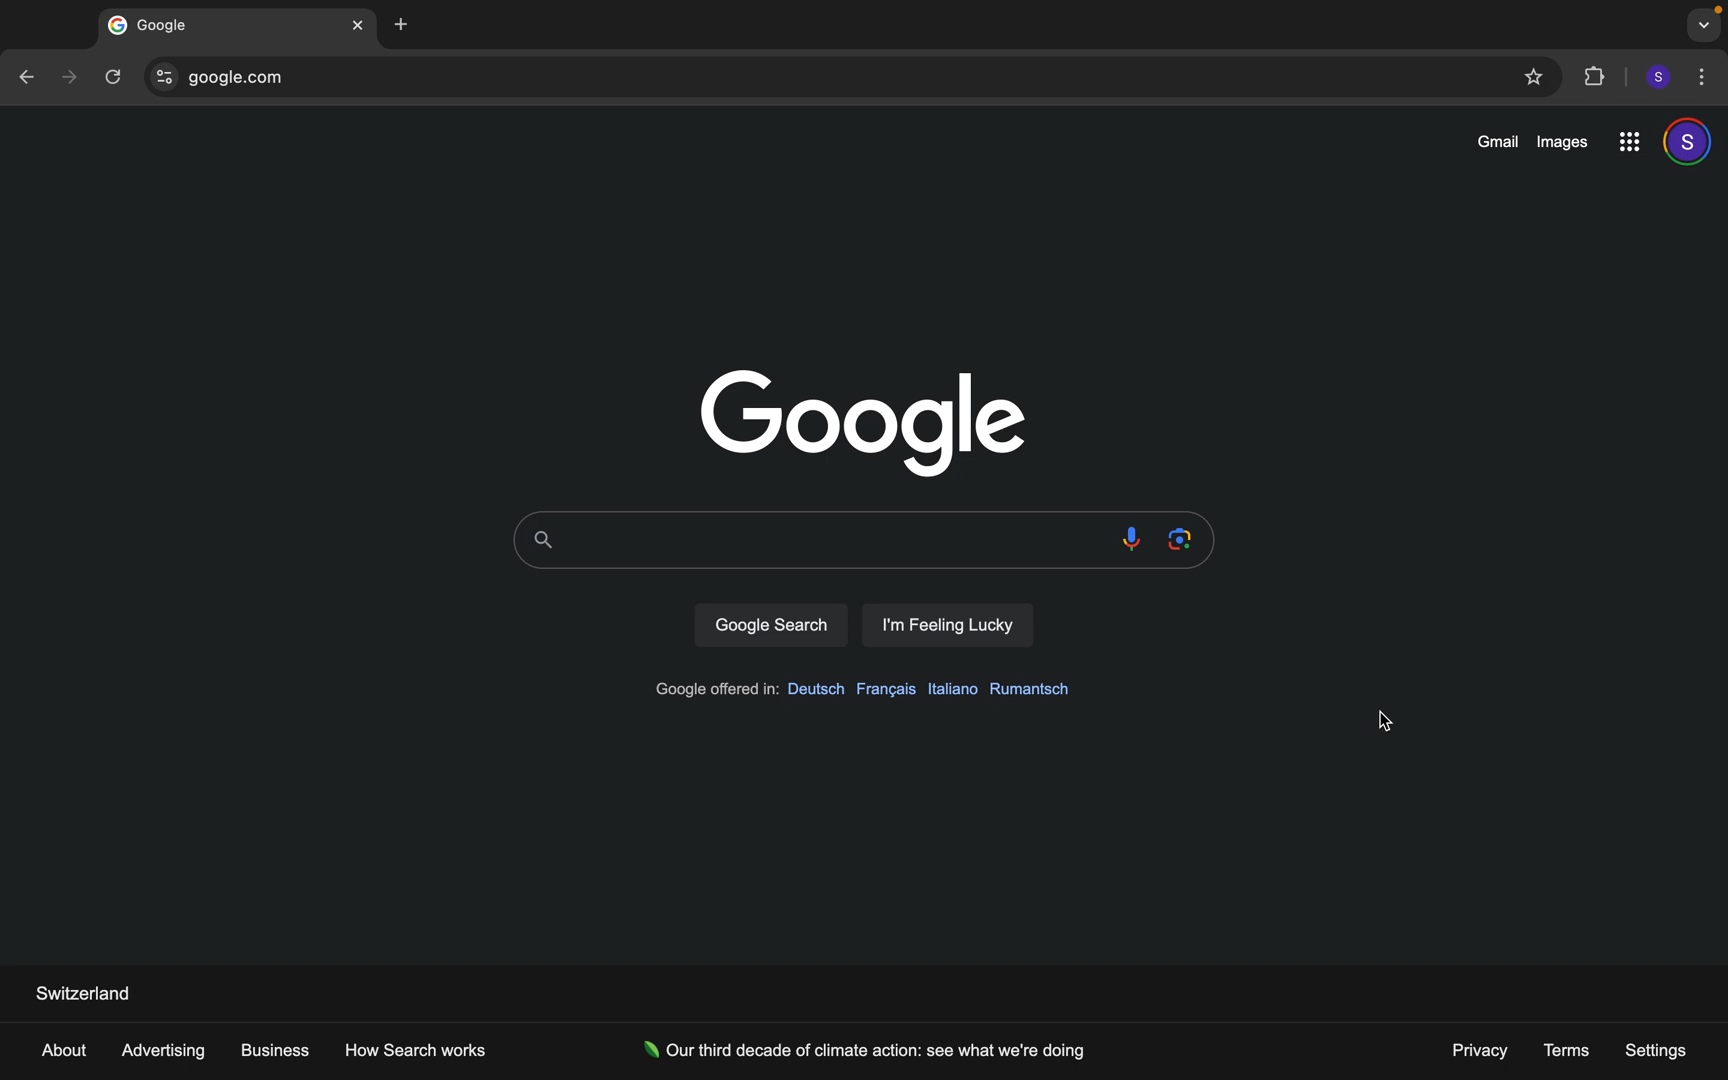 Google
google.com
S
Gmail Images S
Google
Google Search I'm Feeling Lucky
Google offered in: Deutsch Français Italiano Rumantsch
Switzerland
About Advertising Business How Search works Our third decade of climate action: see what we're doing Privacy Terms Settings